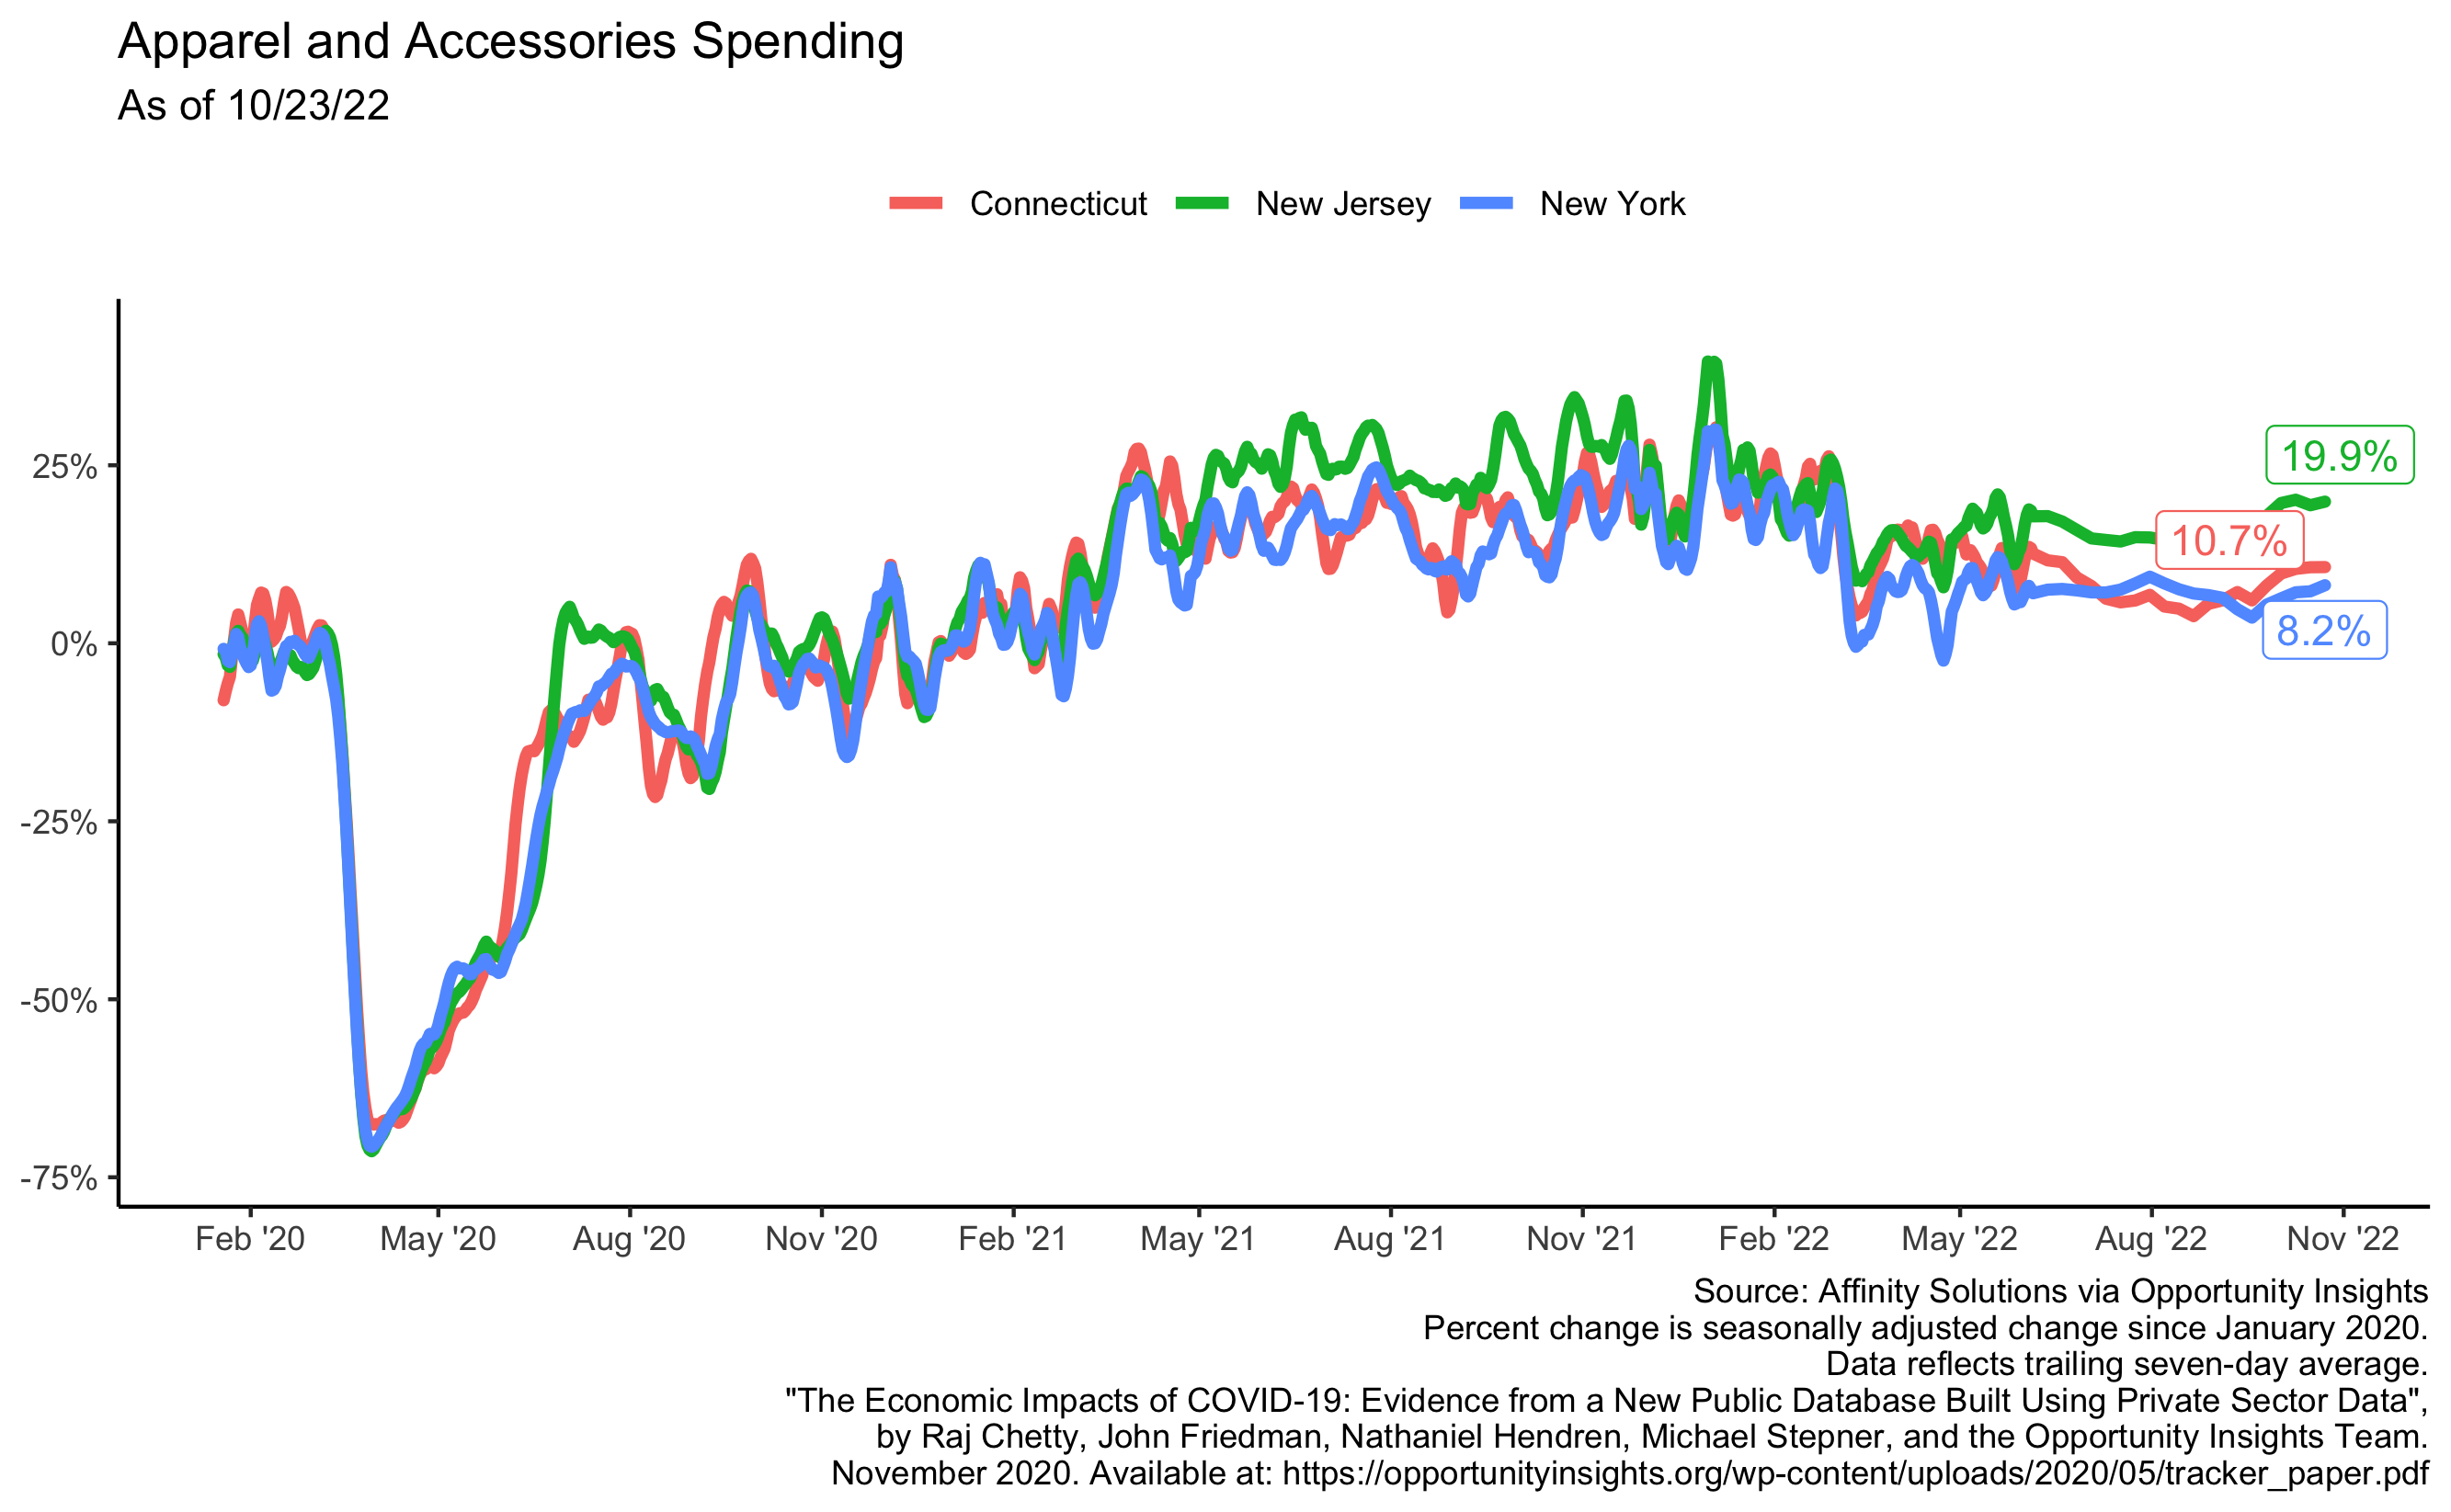 Apparel and Accessories Spending
As of 10/23/22
Connecticut New Jersey New York
25%
0%
-25%
-50%
-75%
19.9%
10.7%
8.2%
Feb '20 May '20 Aug '20 Nov '20 Feb '21 May '21 Aug '21 Nov '21 Feb '22 May '22 Aug '22 Nov '22
Source: Affinity Solutions via Opportunity Insights
Percent change is seasonally adjusted change since January 2020.
Data reflects trailing seven-day average.
"The Economic Impacts of COVID-19: Evidence from a New Public Database Built Using Private Sector Data",
by Raj Chetty, John Friedman, Nathaniel Hendren, Michael Stepner, and the Opportunity Insights Team.
November 2020. Available at: https://opportunityinsights.org/wp-content/uploads/2020/05/tracker_paper.pdf